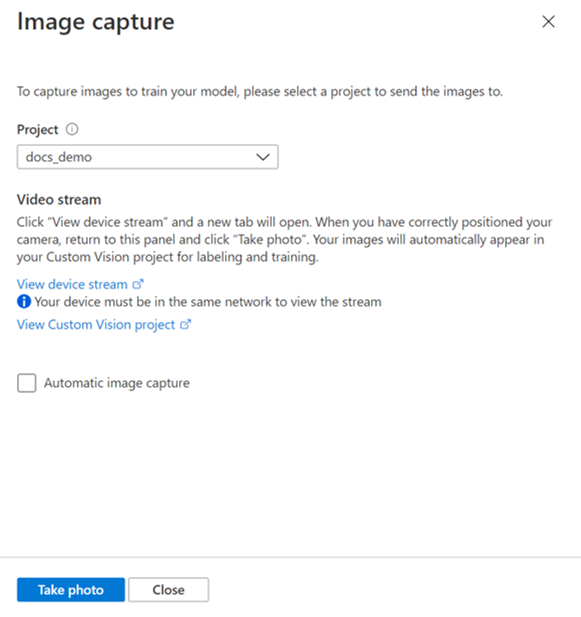 Image capture
To capture images to train your model, please select a project to send the images to.
Project
docs_demo
Video stream
Click "View device stream" and a new tab will open. When you have correctly positioned your
camera, return to this panel and click "Take photo". Your images will automatically appear in
your Custom Vision project for labeling and training.
View device stream
Your device must be in the same network to view the stream
View Custom Vision project
Automatic image capture
Take photo Close